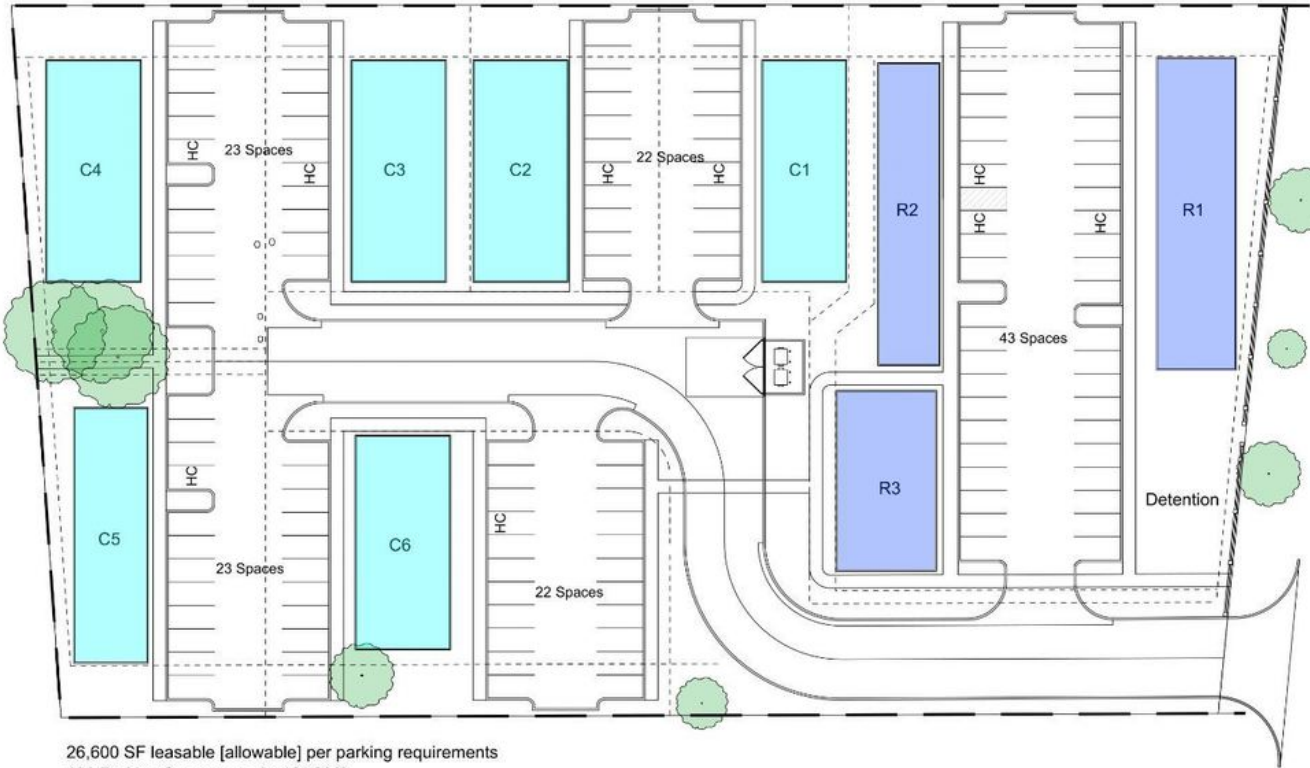 C4
HC
23 Spaces
HC
C3
C2
HC
22 Spaces
HC
C1
R2
HC
HC
HC
R1
43 Spaces
HC
C5
23 Spaces
C6
HC
22 Spaces
R3
Detention
26,600 SF leasable [allowable] per parking requirements